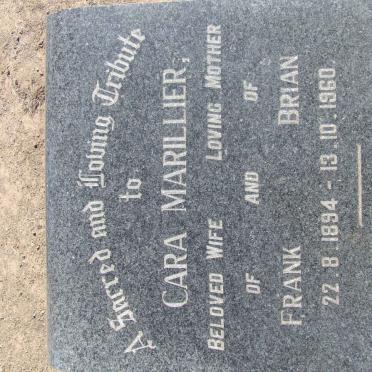 A Sacred and Loving Tribute
to
CARA MARILLIER,
BELOVED WIFE LOVING MOTHER
OF AND OF
FRANK BRIAN
22.8.1894 - 13.10.1960.